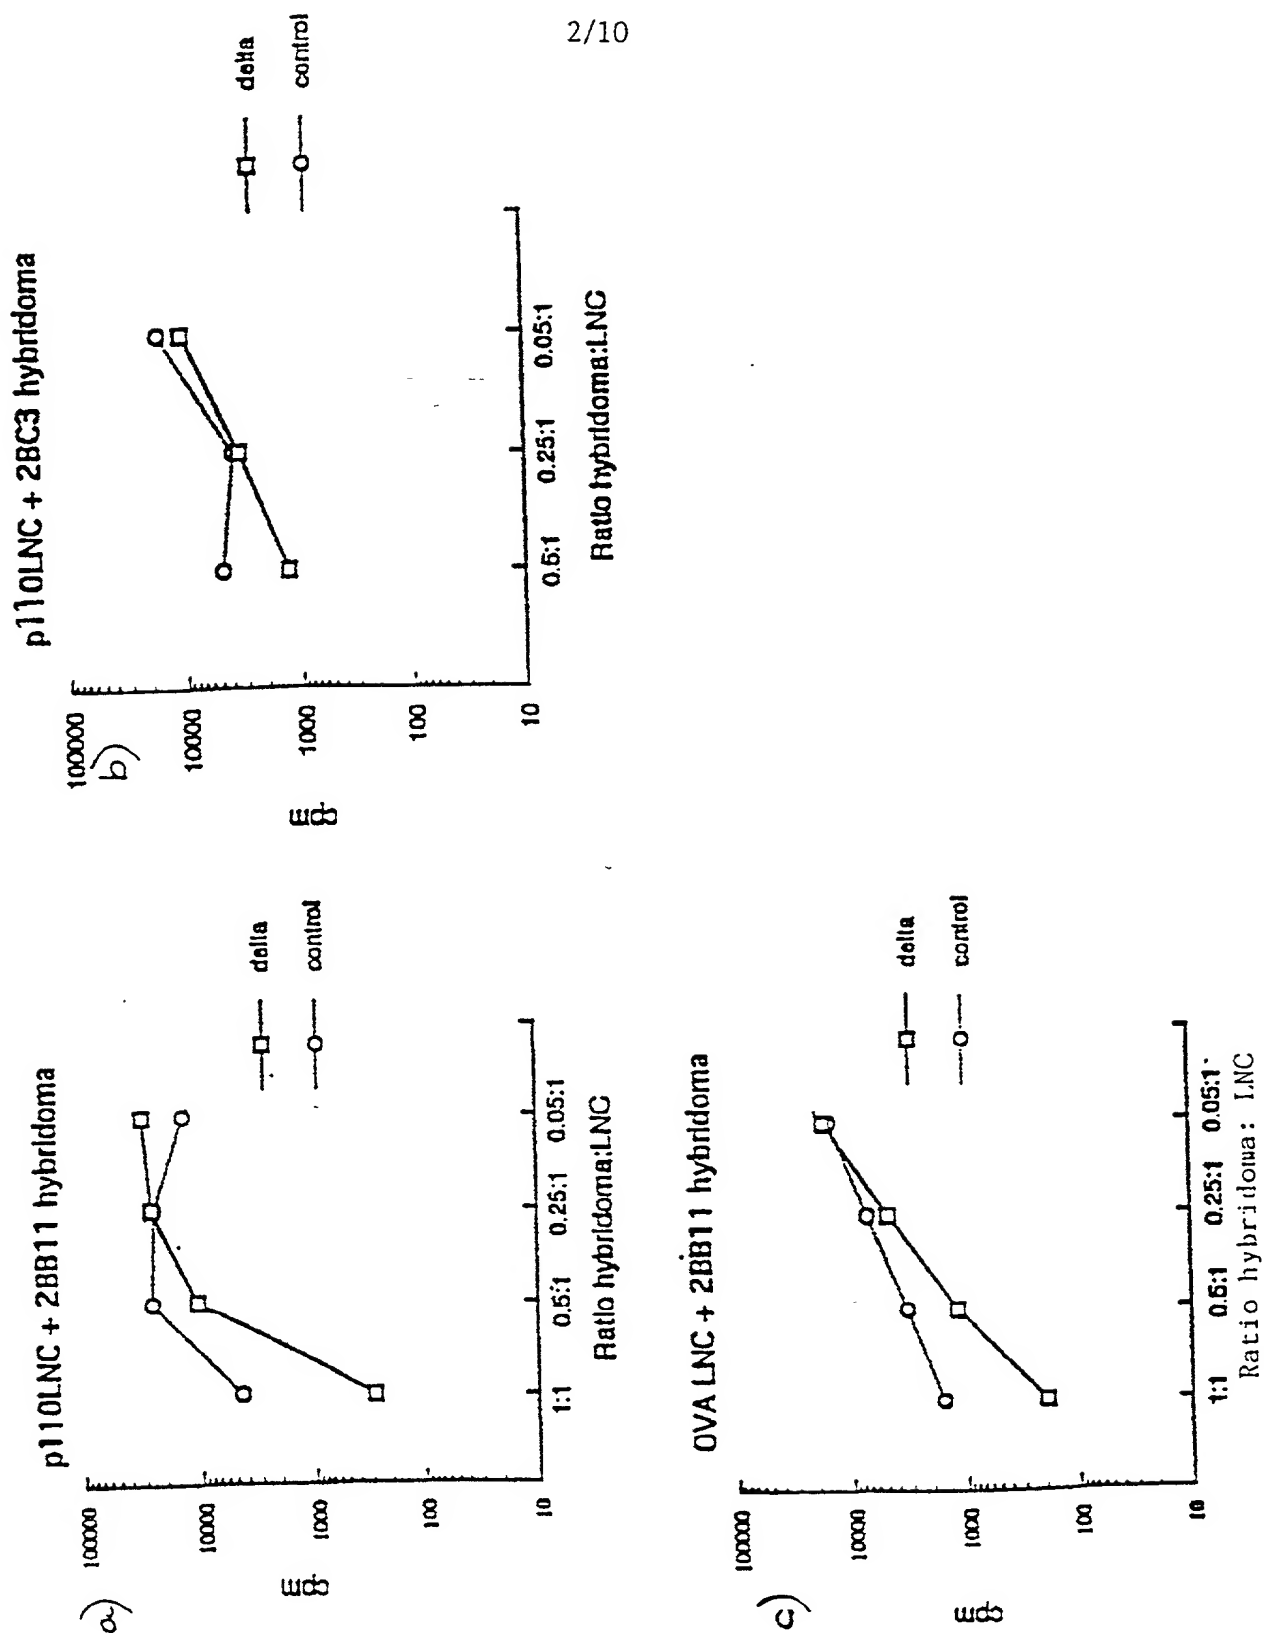 2/10
a)
p110LNC + 2BB11 hybridoma
100000
10000
1000
100
10
cpm
1:1
0.5:1
0.25:1
0.05:1
Ratio hybridoma:LNC
delta
control
b)
p110LNC + 2BC3 hybridoma
100000
10000
1000
100
10
cpm
0.5:1
0.25:1
0.05:1
Ratio hybridoma:LNC
delta
control
c)
OVA LNC + 2BB11 hybridoma
100000
10000
1000
100
10
cpm
1:1
0.5:1
0.25:1
0.05:1
Ratio hybridoma: LNC
delta
control